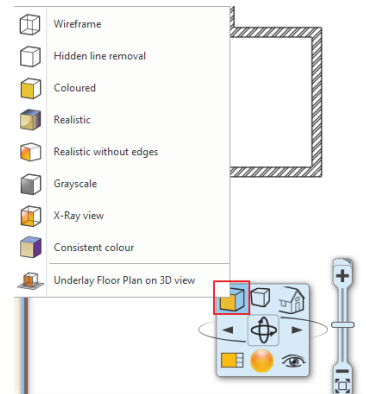 Wireframe
Hidden line removal
Coloured
Realistic
Realistic without edges
Grayscale
X-Ray view
Consistent colour
Underlay Floor Plan on 3D view